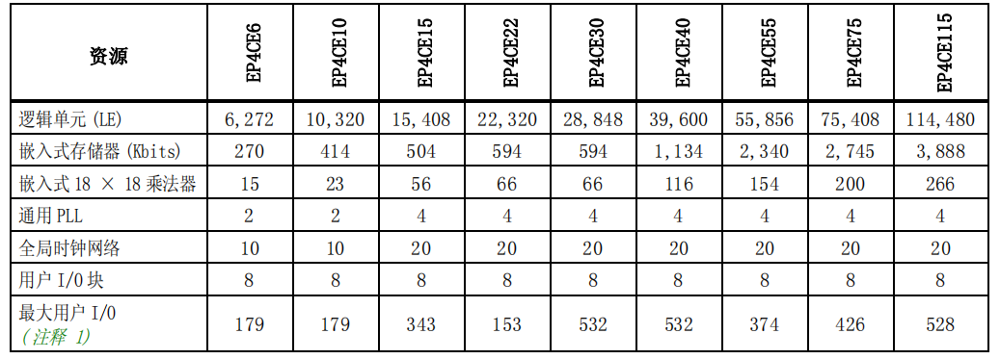 资源 EP4CE6 EP4CE10 EP4CE15 EP4CE22 EP4CE30 EP4CE40 EP4CE55 EP4CE75 EP4CE115
逻辑单元 (LE) 6,272 10,320 15,408 22,320 28,848 39,600 55,856 75,408 114,480
嵌入式存储器 (Kbits) 270 414 504 594 594 1,134 2,340 2,745 3,888
嵌入式 18 × 18 乘法器 15 23 56 66 66 116 154 200 266
通用 PLL 2 2 4 4 4 4 4 4 4
全局时钟网络 10 10 20 20 20 20 20 20 20
用户 I/O 块 8 8 8 8 8 8 8 8 8
最大用户 I/O 179 179 343 153 532 532 374 426 528
(注释 1)